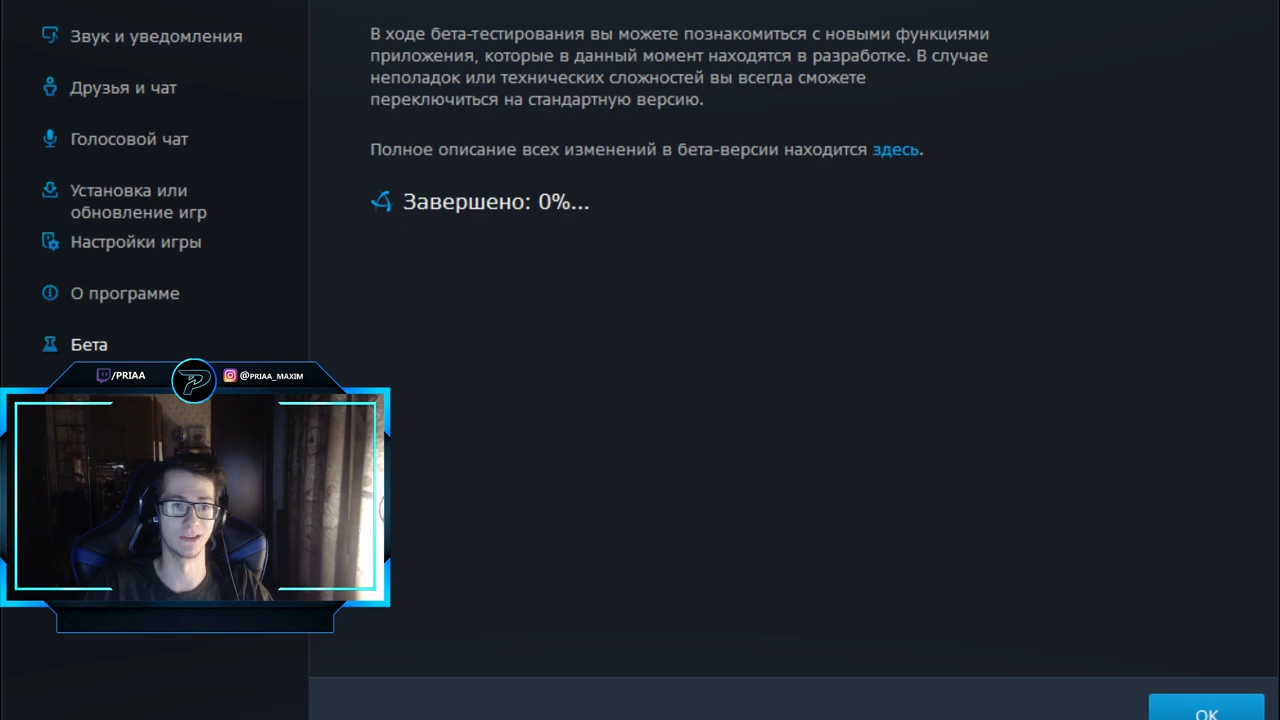 Звук и уведомления
Друзья и чат
Голосовой чат
Установка или
обновление игр
Настройки игры
О программе
Бета
В ходе бета-тестирования вы можете познакомиться с новыми функциями
приложения, которые в данный момент находятся в разработке. В случае
неполадок или технических сложностей вы всегда сможете
переключиться на стандартную версию.
Полное описание всех изменений в бета-версии находится здесь.
Завершено: 0%...
/PRIAA
@PRIAA_MAXIM
OK